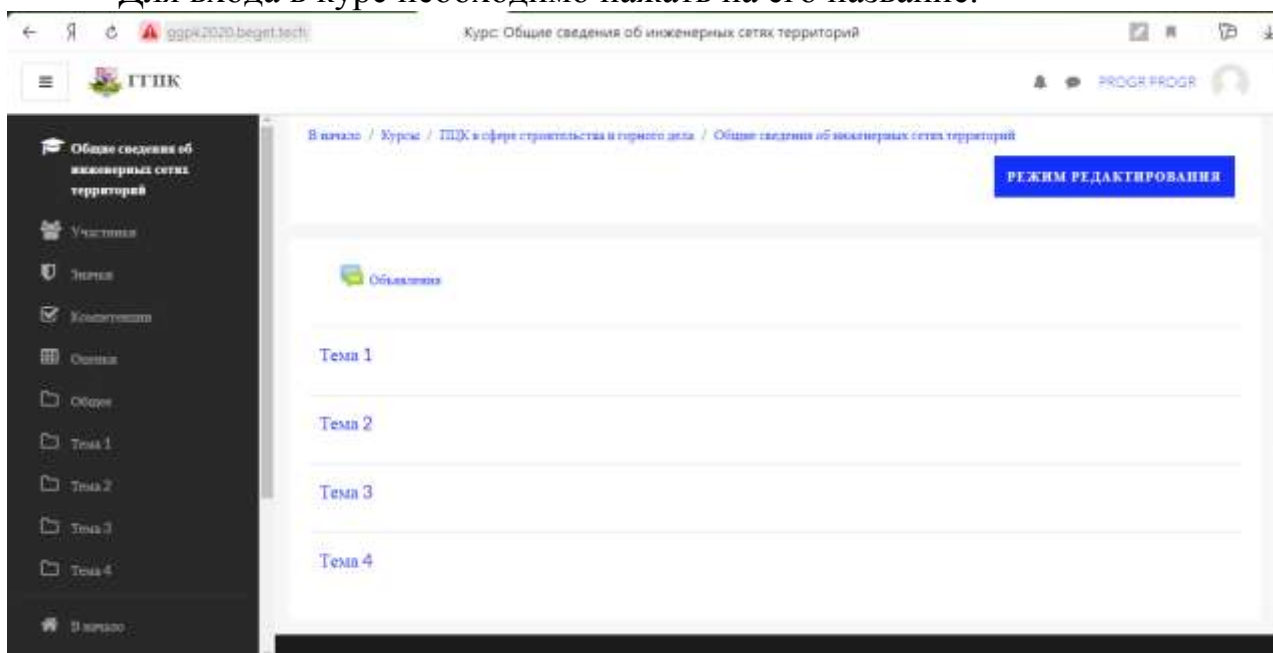 Для входа в курс необходимо нажать на его название.
ggpk2020.beget.tech
Курс: Общие сведения об инженерных сетях территорий
ГГПК
PROGR PROGR
Общие сведения об
инженерных сетях
территорий
Участники
Значки
Компетенции
Оценки
Общее
Тема 1
Тема 2
Тема 3
Тема 4
В начало
В начало / Курсы / ПЦК в сфере строительства и горного дела / Общие сведения об инженерных сетях территорий
РЕЖИМ РЕДАКТИРОВАНИЯ
Объявления
Тема 1
Тема 2
Тема 3
Тема 4